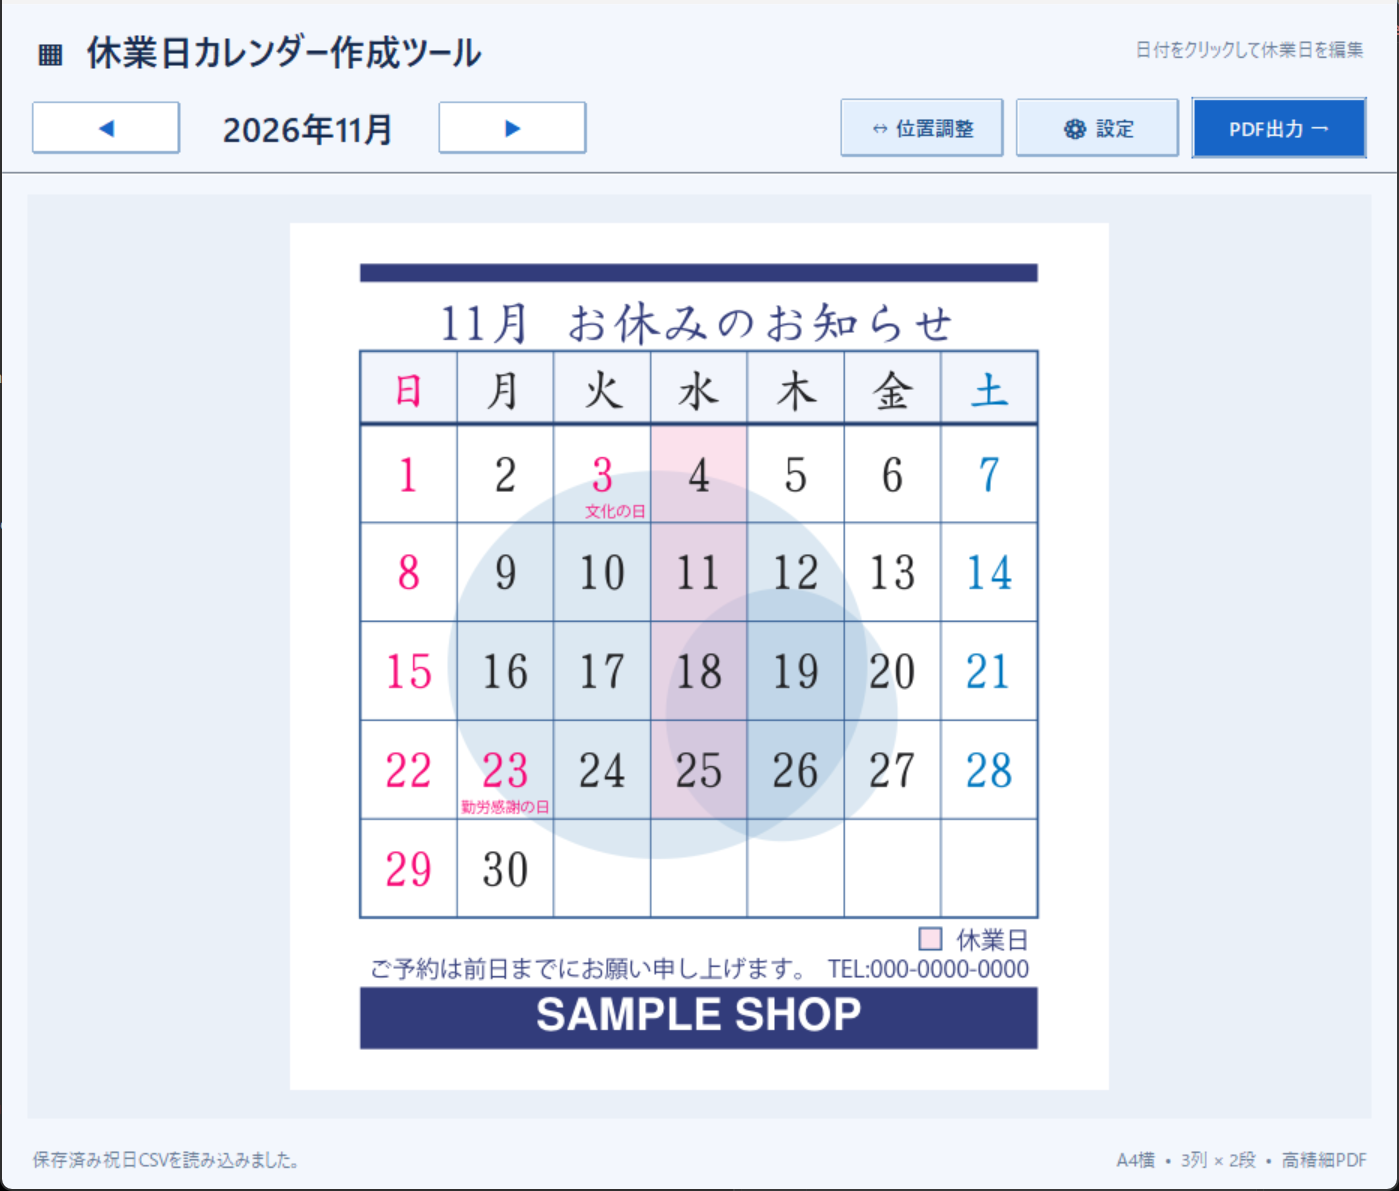 休業日カレンダー作成ツール
日付をクリックして休業日を編集
◀ 2026年11月 ▶ ↔ 位置調整 設定 PDF出力 →
11月 お休みのお知らせ
日 月 火 水 木 金 土
1 2 3 4 5 6 7
文化の日
8 9 10 11 12 13 14
15 16 17 18 19 20 21
22 23 24 25 26 27 28
勤労感謝の日
29 30
休業日
ご予約は前日までにお願い申し上げます。 TEL:000-0000-0000
SAMPLE SHOP
保存済み祝日CSVを読み込みました。
A4横 • 3列 × 2段 • 高精細PDF